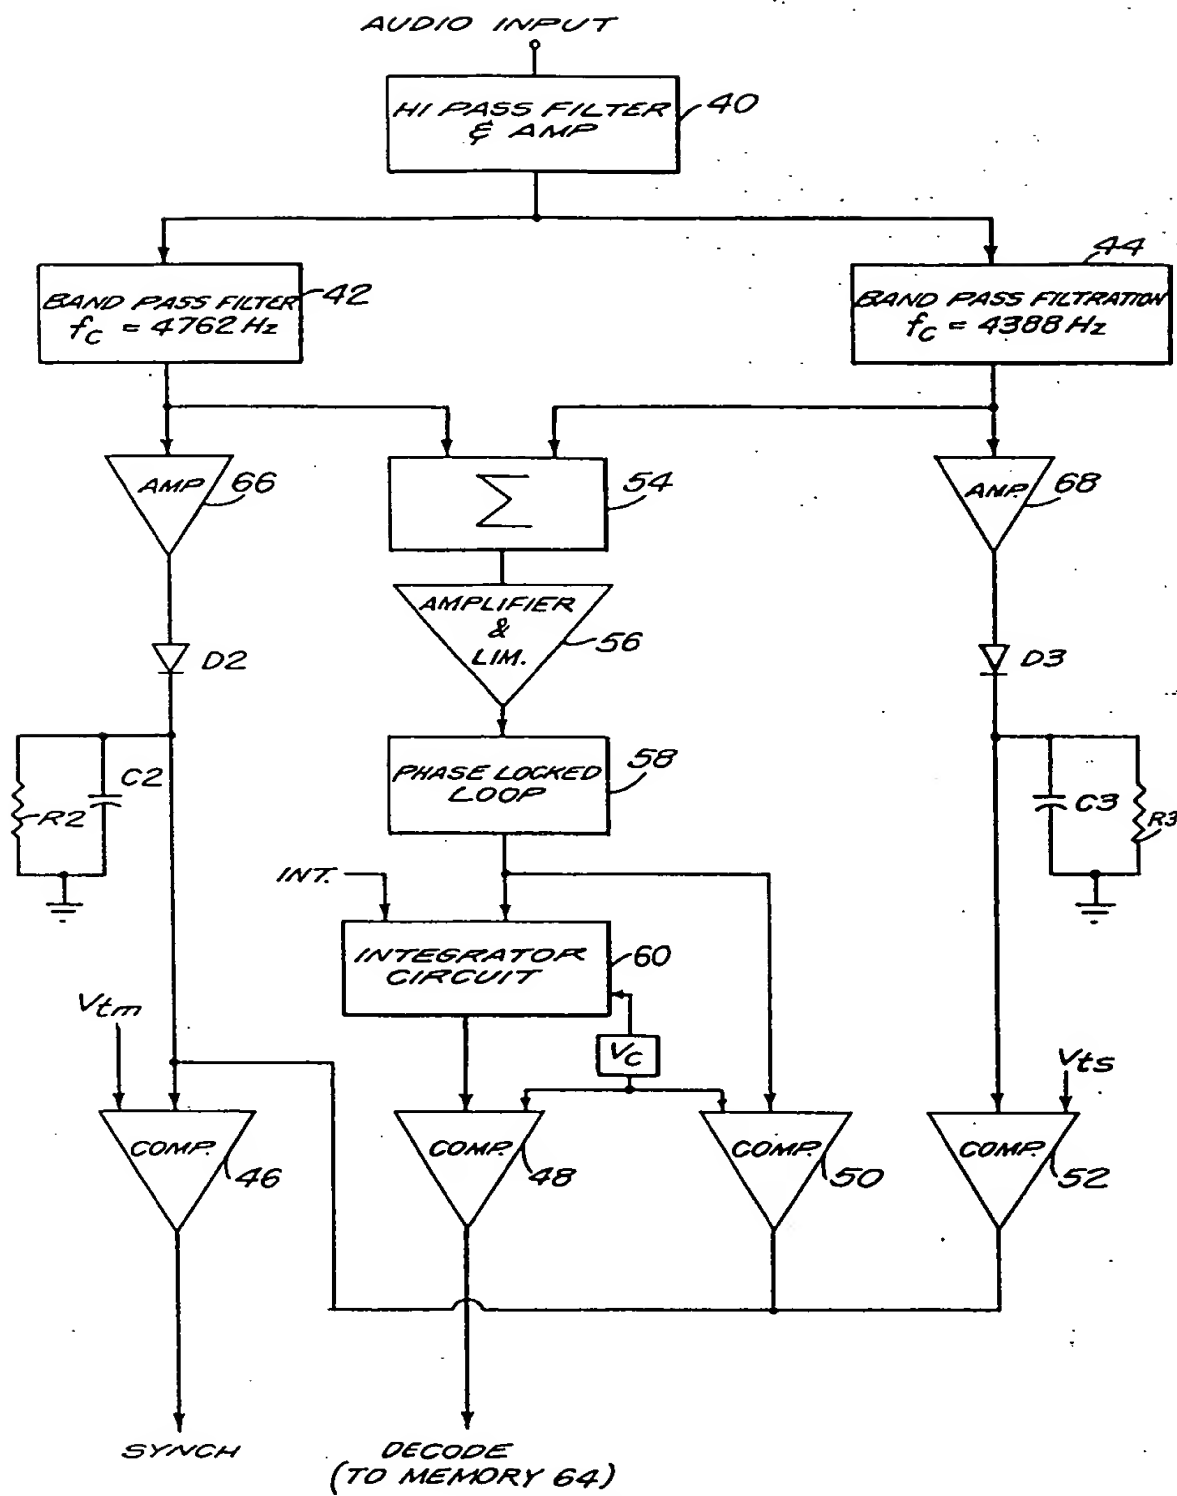 AUDIO INPUT
HI PASS FILTER
& AMP
40
BAND PASS FILTER
fC = 4762 Hz
42
44
BAND PASS FILTRATION
fC = 4388 Hz
AMP
66
Σ
54
AMP.
68
AMPLIFIER
&
LIM.
56
D2
D3
R2
C2
PHASE LOCKED
LOOP
58
C3
R3
INT.
INTEGRATOR
CIRCUIT
60
Vtm
VC
Vts
COMP.
46
COMP.
48
COMP.
50
COMP.
52
SYNCH
DECODE
(TO MEMORY 64)